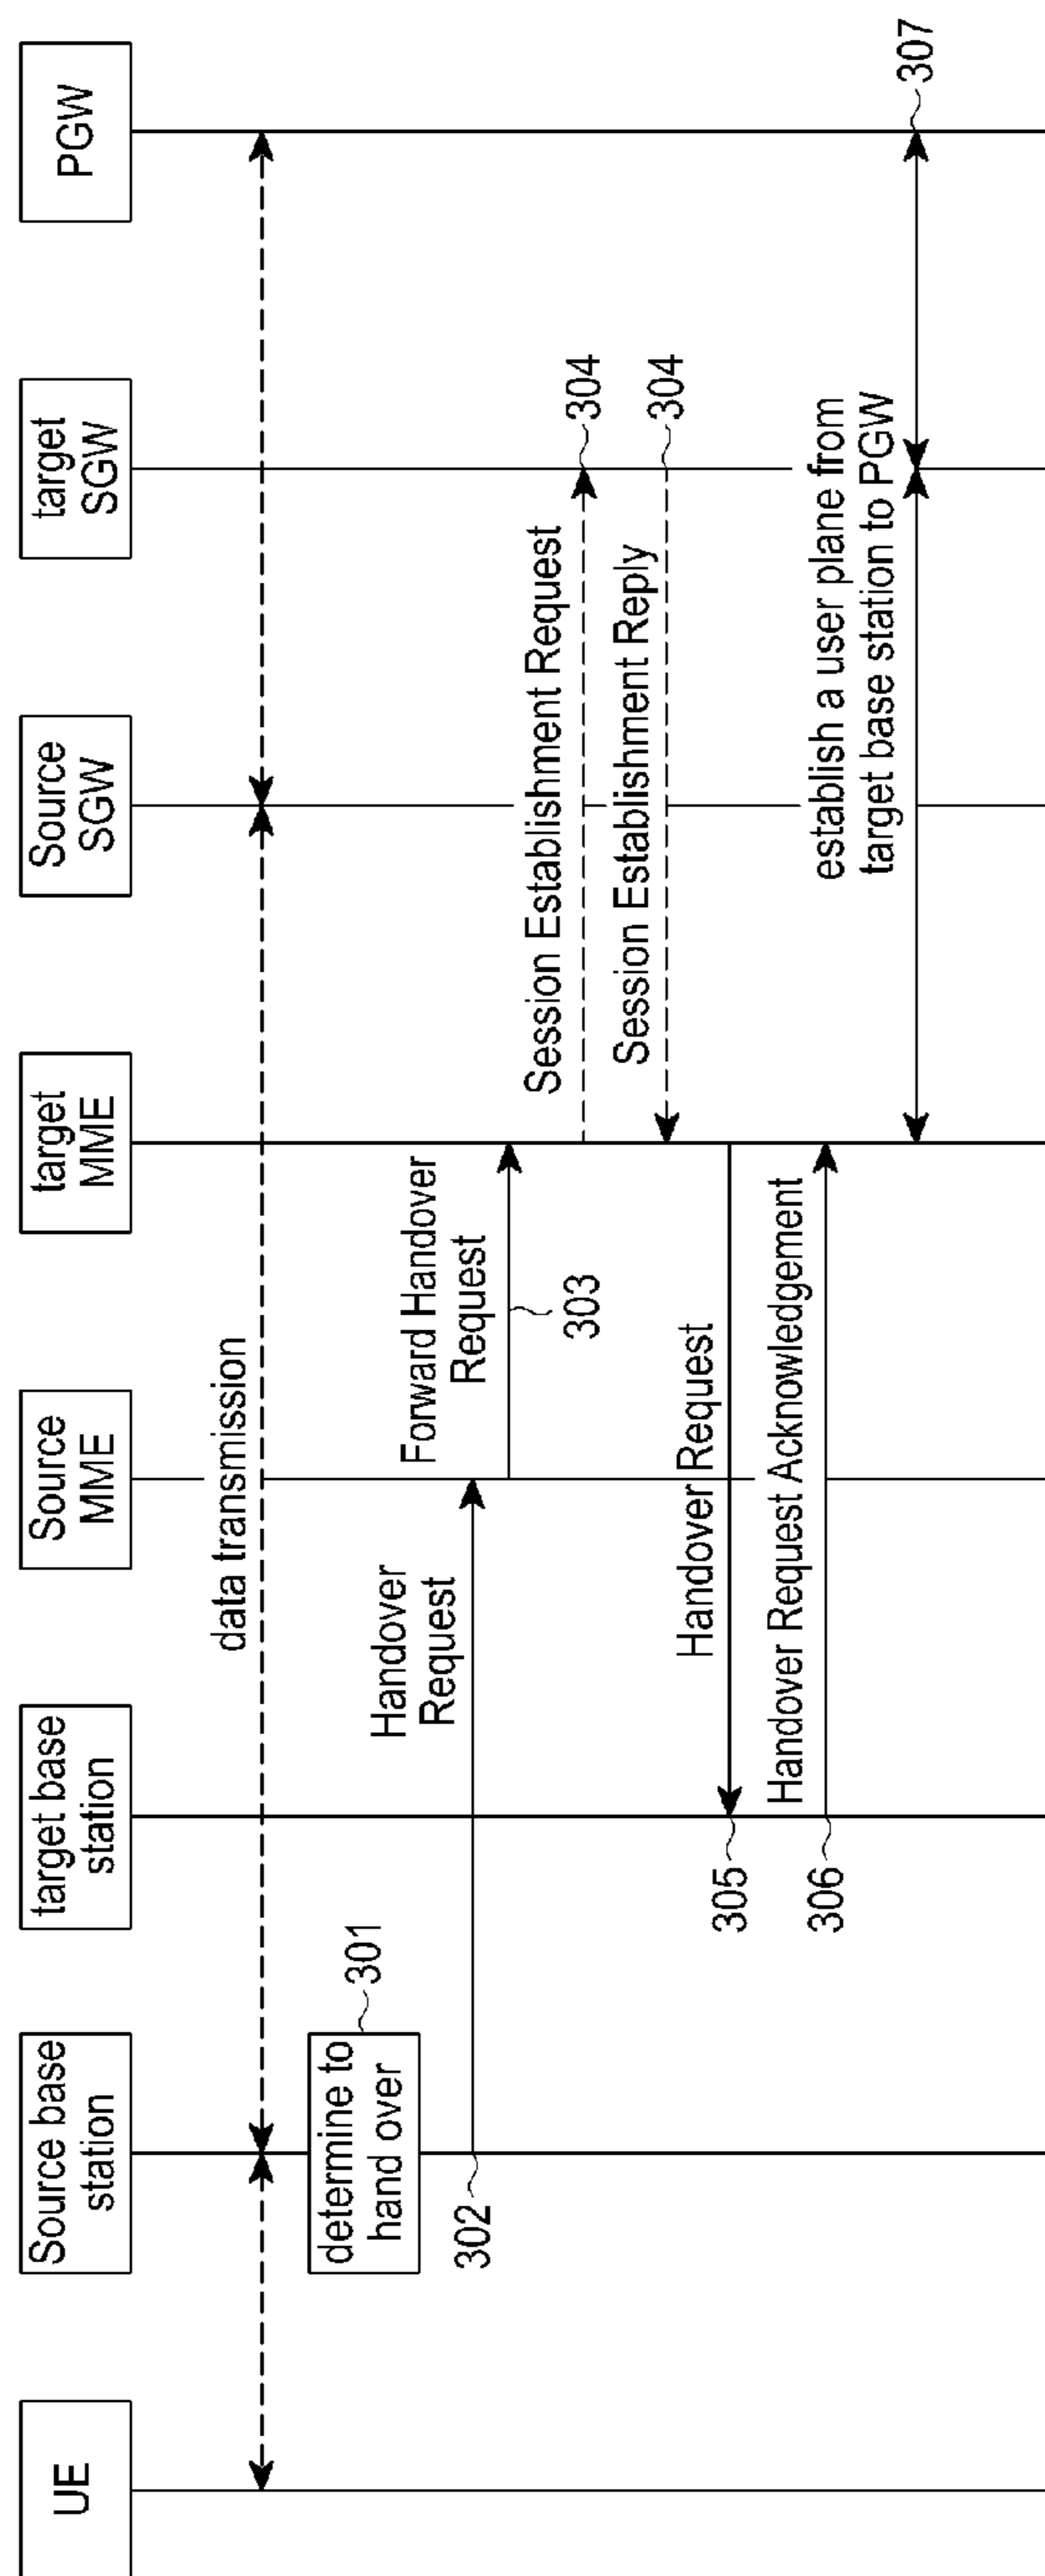 UE
Source base
station
target base
station
Source
MME
target
MME
Source
SGW
target
SGW
PGW
data transmission
determine to
hand over
301
Handover
Request
302
Forward Handover
Request
303
Session Establishment Request
304
Session Establishment Reply
304
Handover Request
305
Handover Request Acknowledgement
306
establish a user plane from
target base station to PGW
307